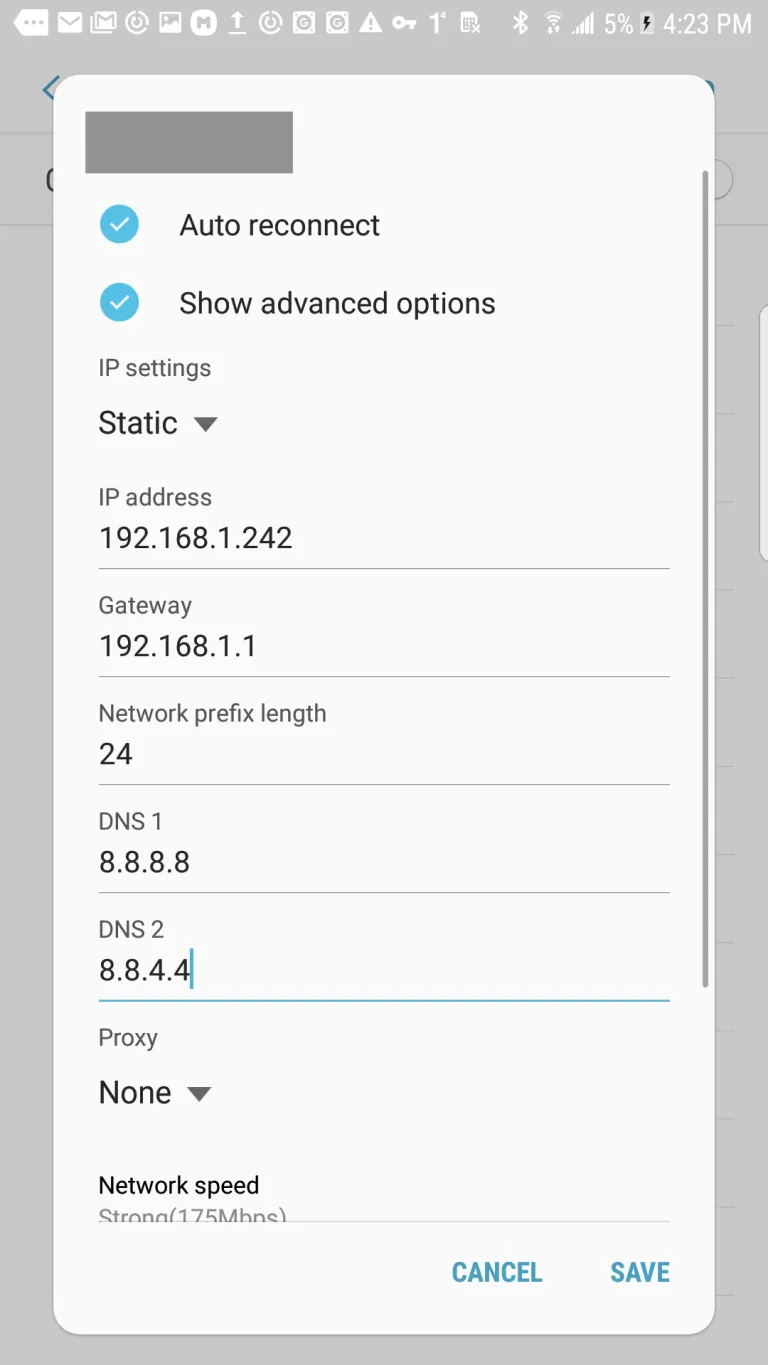 5% 4:23 PM
Auto reconnect
Show advanced options
IP settings
Static
IP address
192.168.1.242
Gateway
192.168.1.1
Network prefix length
24
DNS 1
8.8.8.8
DNS 2
8.8.4.4
Proxy
None
Network speed
Strong(175Mbps)
CANCEL SAVE